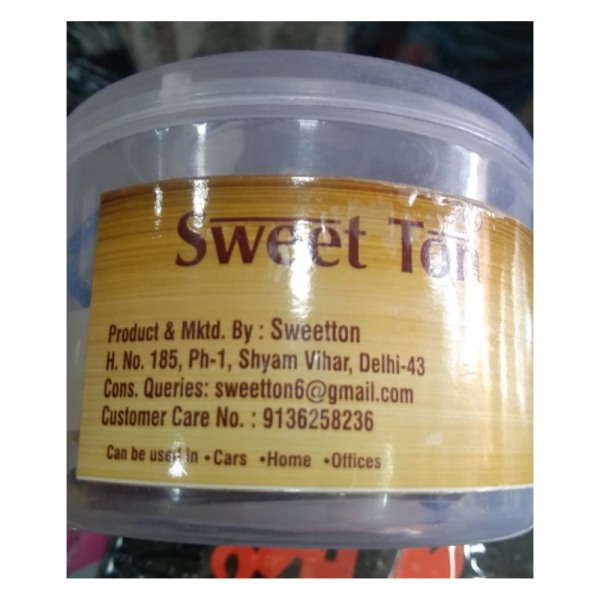 Sweet Ton
Product & Mktd. By : Sweetton
H. No. 185, Ph-1, Shyam Vihar, Delhi-43
Cons. Queries: sweetton6@gmail.com
Customer Care No. : 9136258236
Can be used in •Cars •Home •Offices